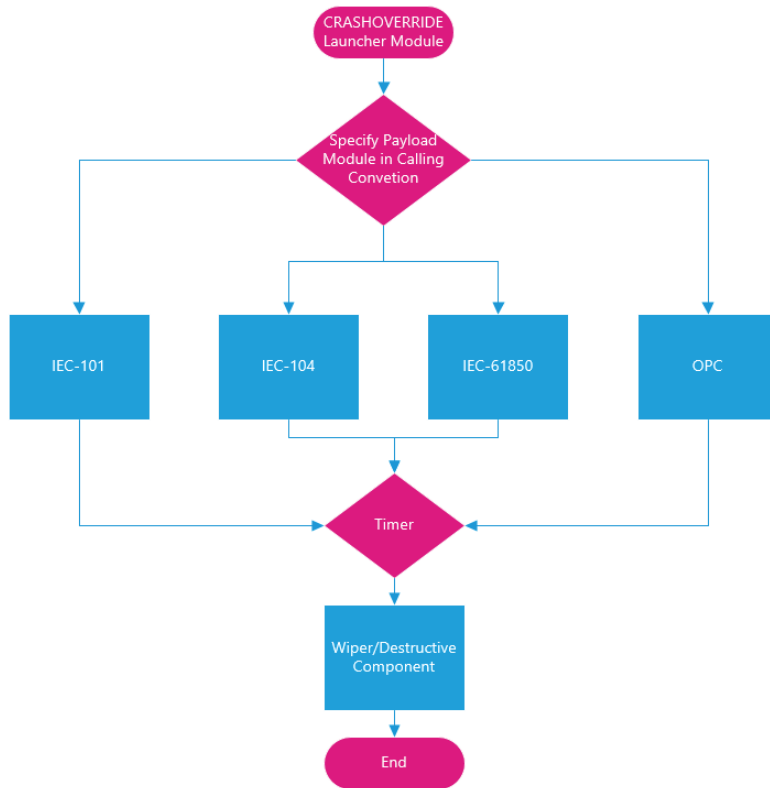 CRASHOVERRIDE
Launcher Module
Specify Payload
Module in Calling
Convetion
IEC-101
IEC-104
IEC-61850
OPC
Timer
Wiper/Destructive
Component
End